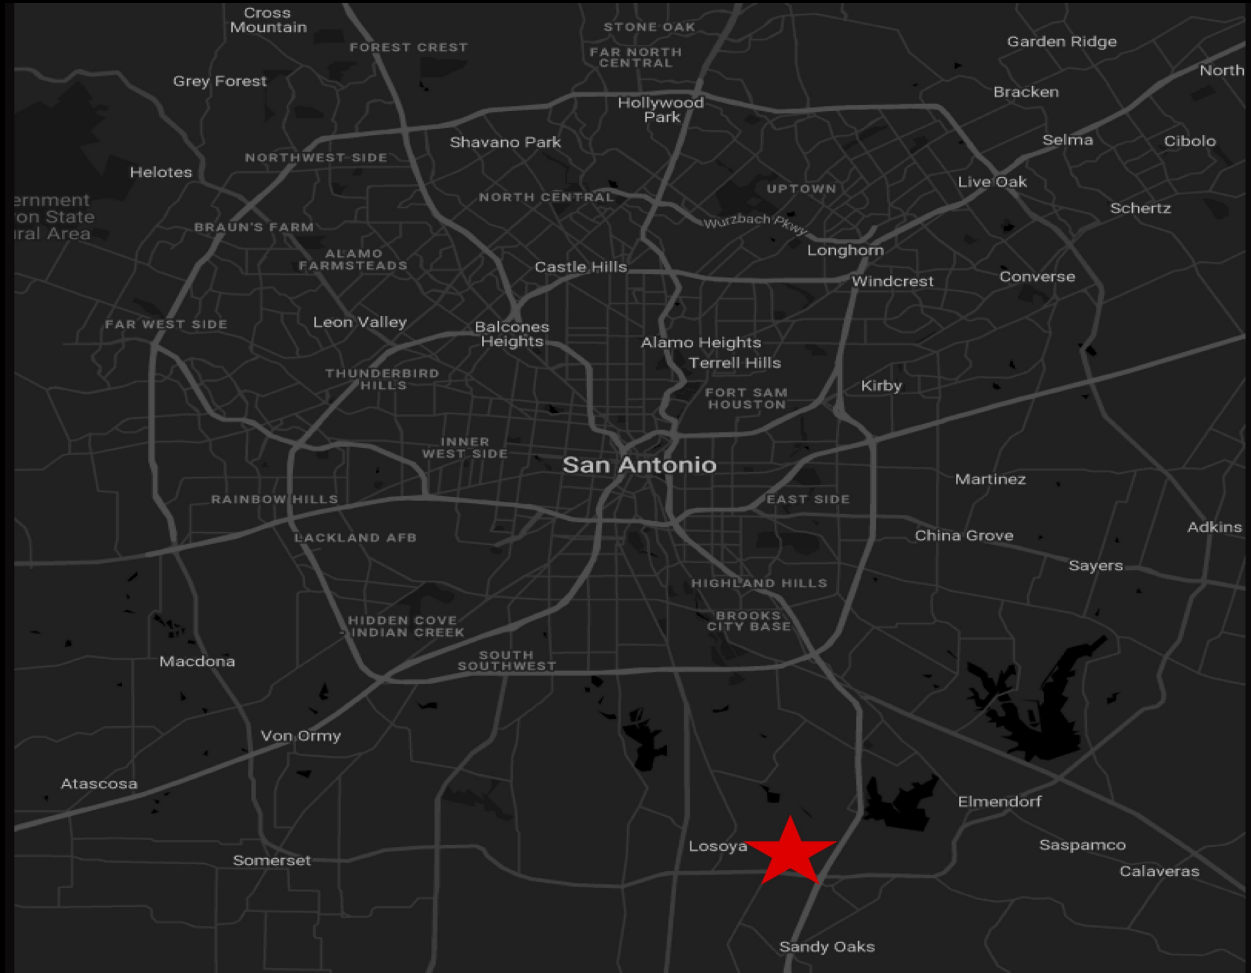 Cross
Mountain
STONE OAK
FOREST CREST
FAR NORTH
CENTRAL
Garden Ridge
North
Grey Forest
Bracken
Hollywood
Park
Shavano Park
Selma
Cibolo
NORTHWEST SIDE
Helotes
UPTOWN
Live Oak
NORTH CENTRAL
ernment
on State
ral Area
Schertz
BRAUN'S FARM
Wurzbach Pkwy
Longhorn
ALAMO
FARMSTEADS
Castle Hills
Windcrest
Converse
FAR WEST SIDE
Leon Valley
Balcones
Heights
Alamo Heights
Terrell Hills
THUNDERBIRD
HILLS
Kirby
FORT SAM
HOUSTON
INNER
WEST SIDE
San Antonio
Martinez
RAINBOW HILLS
EAST SIDE
LACKLAND AFB
China Grove
Adkins
Sayers
HIGHLAND HILLS
HIDDEN COVE
- INDIAN CREEK
BROOKS
CITY BASE
SOUTH
SOUTHWEST
Macdona
Von Ormy
Atascosa
Elmendorf
Losoya
Saspamco
Somerset
Calaveras
Sandy Oaks